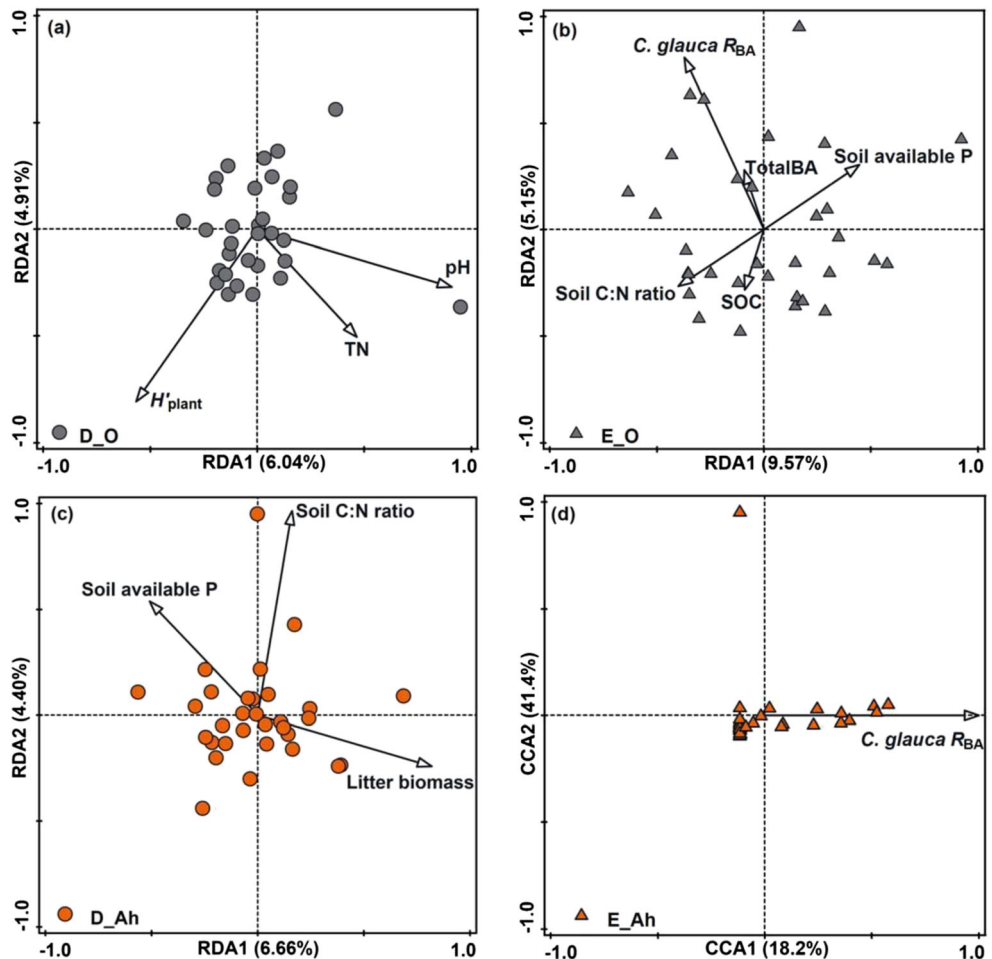 (a)
1.0
RDA2 (4.91%)
-1.0
pH
TN
H'plant
D_O
-1.0
RDA1 (6.04%)
1.0
(b)
1.0
RDA2 (5.15%)
-1.0
C. glauca RBA
TotalBA
Soil available P
Soil C:N ratio
SOC
E_O
-1.0
RDA1 (9.57%)
1.0
(c)
1.0
RDA2 (4.40%)
-1.0
Soil C:N ratio
Soil available P
Litter biomass
D_Ah
-1.0
RDA1 (6.66%)
1.0
(d)
1.0
CCA2 (41.4%)
-1.0
C. glauca RBA
E_Ah
-1.0
CCA1 (18.2%)
1.0